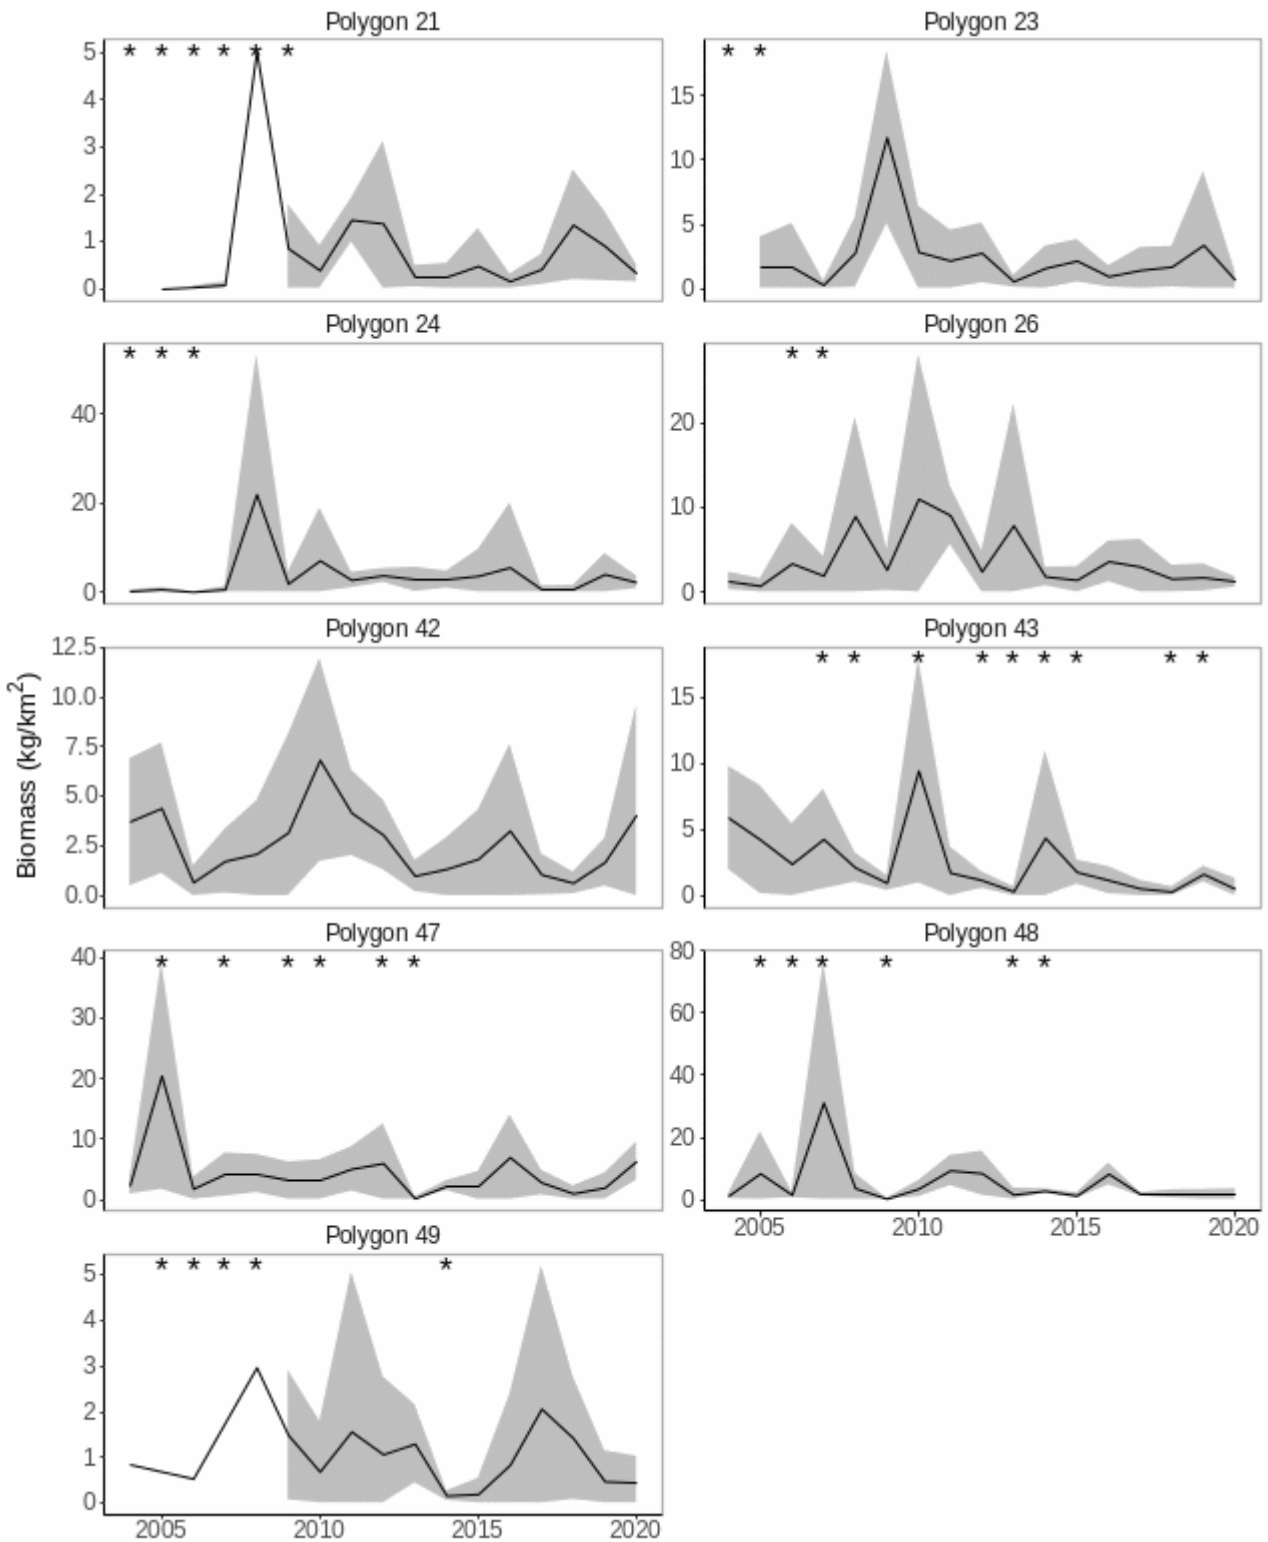 Polygon 21
* * * * * *
5
4
3
2
1
0
Polygon 23
* *
15
10
5
0
Polygon 24
* * *
40
20
0
Polygon 26
* *
20
10
0
Biomass (kg/km²)
Polygon 42
12.5
10.0
7.5
5.0
2.5
0.0
Polygon 43
* * * * * * * * *
15
10
5
0
Polygon 47
* * * * * *
40
30
20
10
0
Polygon 48
* * * * * *
80
60
40
20
0
2005 2010 2015 2020
Polygon 49
* * * * *
5
4
3
2
1
0
2005 2010 2015 2020